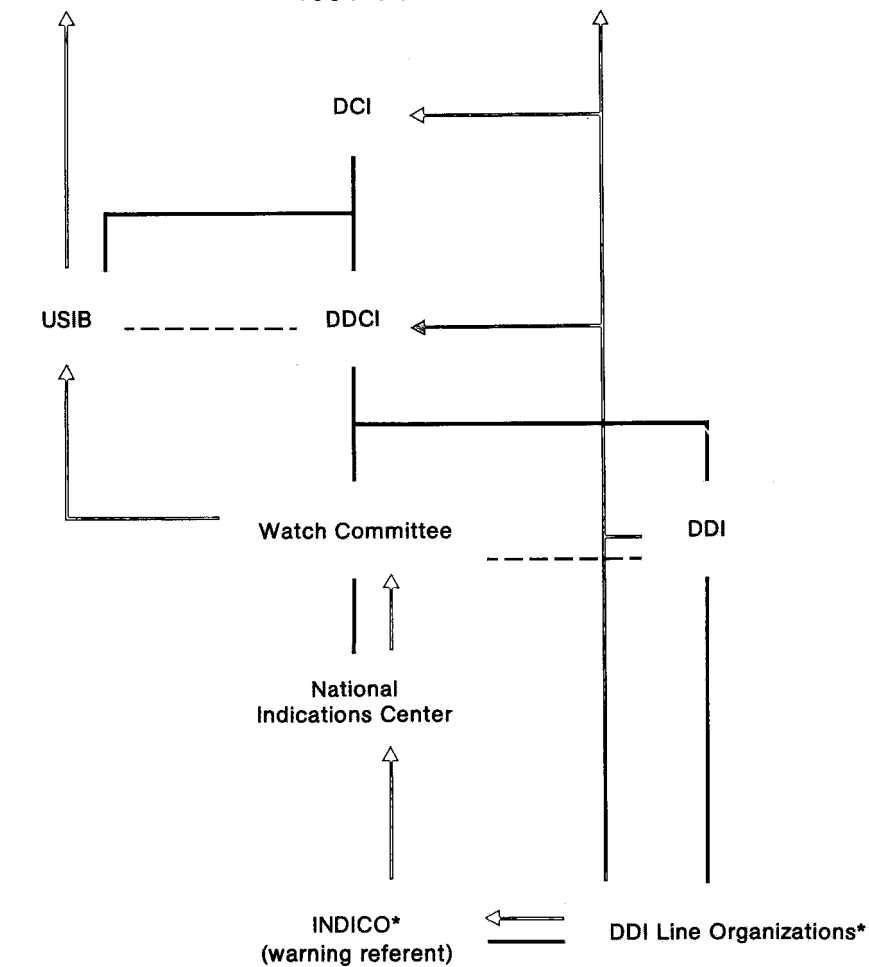 DCI
USIB
DDCI
Watch Committee
DDI
National
Indications Center
INDICO*
(warning referent)
DDI Line Organizations*